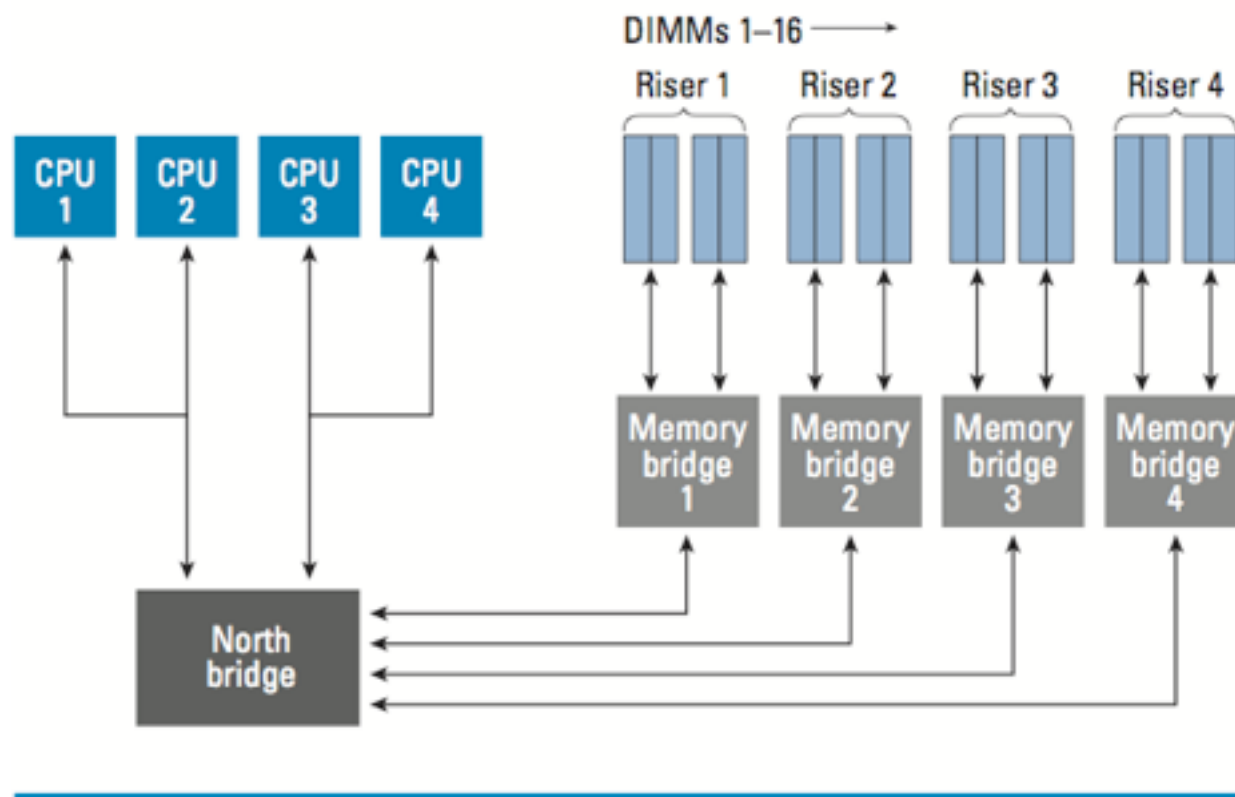 DIMMs 1–16
Riser 1
Riser 2
Riser 3
Riser 4
CPU
1
CPU
2
CPU
3
CPU
4
Memory
bridge
1
Memory
bridge
2
Memory
bridge
3
Memory
bridge
4
North
bridge